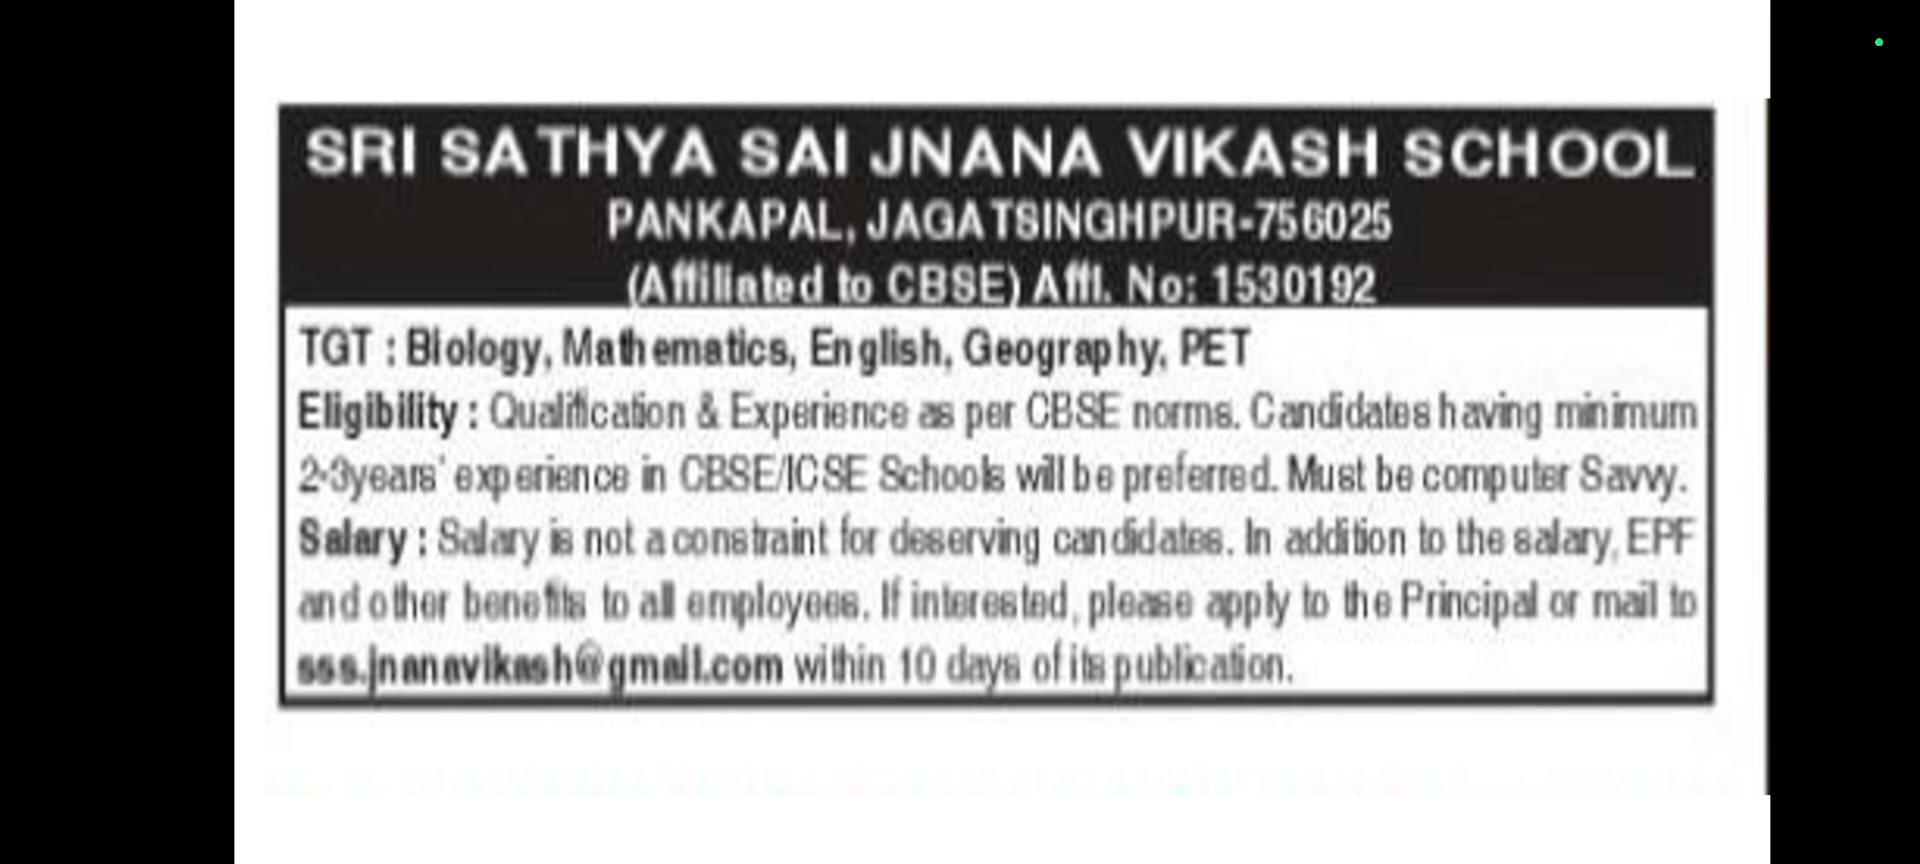 SRI SATHYA SAI JNANA VIKASH SCHOOL
PANKAPAL, JAGATSINGHPUR-756025
(Affiliated to CBSE) Affl. No: 1530192
TGT : Biology, Mathematics, English, Geography, PET
Eligibility : Qualification & Experience as per CBSE norms. Candidates having minimum
2-3years' experience in CBSE/ICSE Schools will be preferred. Must be computer Savvy.
Salary : Salary is not a constraint for deserving candidates. In addition to the salary, EPF
and other benefits to all employees. If interested, please apply to the Principal or mail to
sss.jnanavikash@gmail.com within 10 days of its publication.